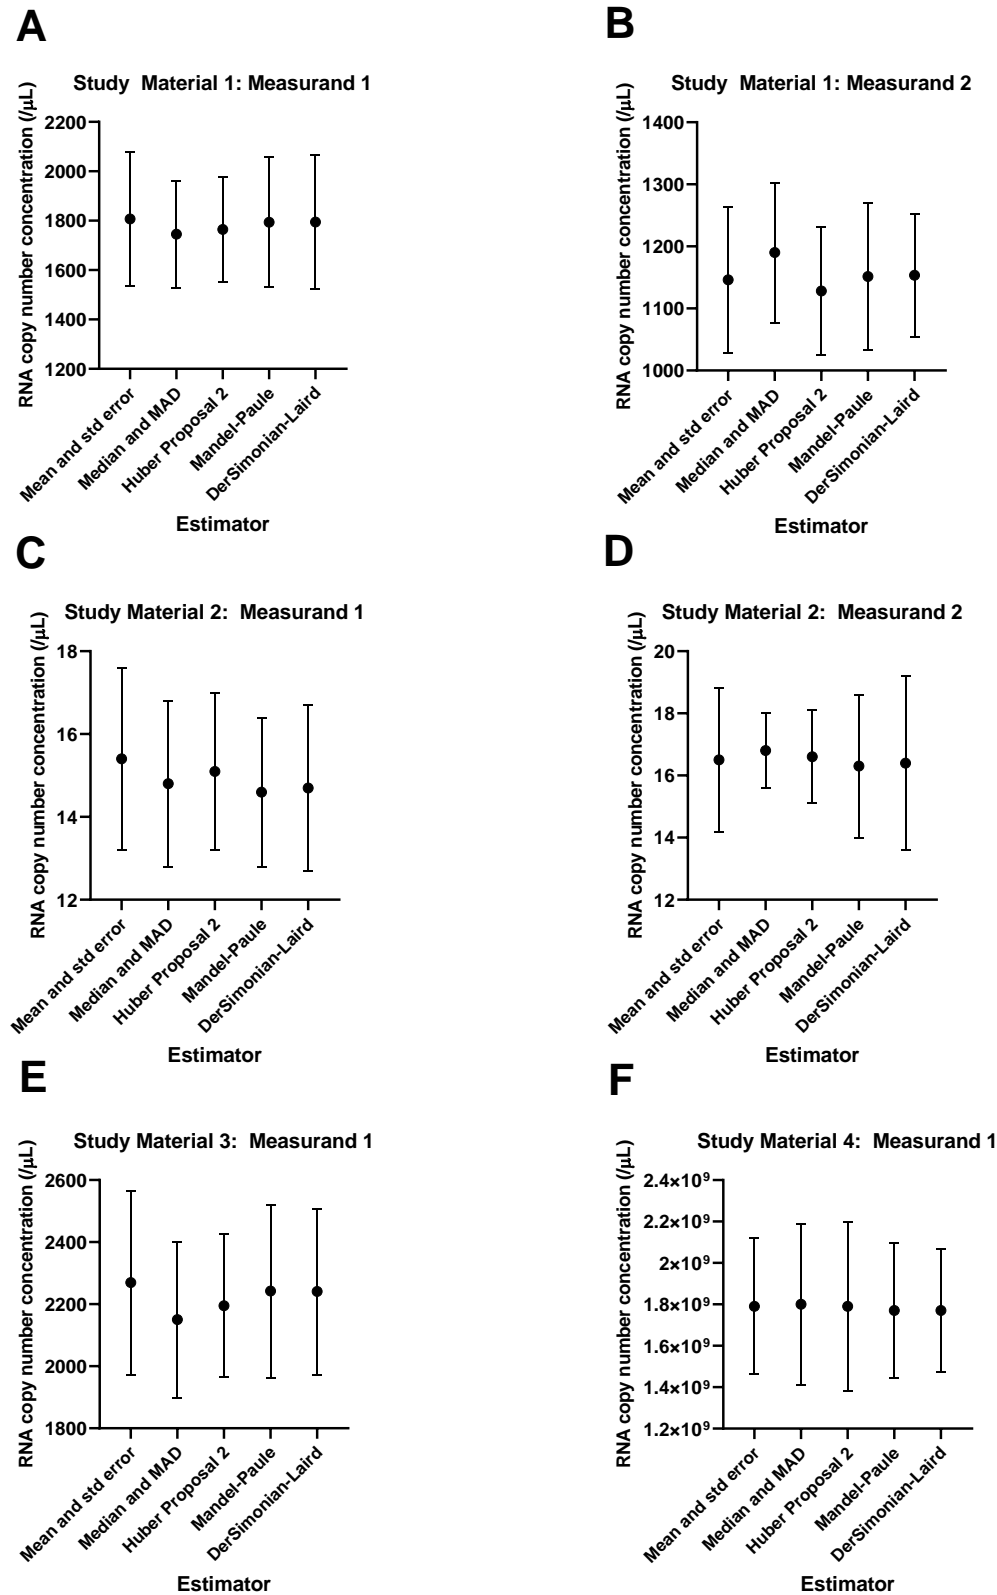 A
Study Material 1: Measurand 1
RNA copy number concentration (/μL)
2200
2000
1800
1600
1400
1200
Mean and std error
Median and MAD
Huber Proposal 2
Mandel-Paule
DerSimonian-Laird
Estimator
B
Study Material 1: Measurand 2
RNA copy number concentration (/μL)
1400
1300
1200
1100
1000
Mean and std error
Median and MAD
Huber Proposal 2
Mandel-Paule
DerSimonian-Laird
Estimator
C
Study Material 2: Measurand 1
RNA copy number concentration (/μL)
18
16
14
12
Mean and std error
Median and MAD
Huber Proposal 2
Mandel-Paule
DerSimonian-Laird
Estimator
D
Study Material 2: Measurand 2
RNA copy number concentration (/μL)
20
18
16
14
12
Mean and std error
Median and MAD
Huber Proposal 2
Mandel-Paule
DerSimonian-Laird
Estimator
E
Study Material 3: Measurand 1
RNA copy number concentration (/μL)
2600
2400
2200
2000
1800
Mean and std error
Median and MAD
Huber Proposal 2
Mandel-Paule
DerSimonian-Laird
Estimator
F
Study Material 4: Measurand 1
RNA copy number concentration (/μL)
2.4×10⁹
2.2×10⁹
2×10⁹
1.8×10⁹
1.6×10⁹
1.4×10⁹
1.2×10⁹
Mean and std error
Median and MAD
Huber Proposal 2
Mandel-Paule
DerSimonian-Laird
Estimator